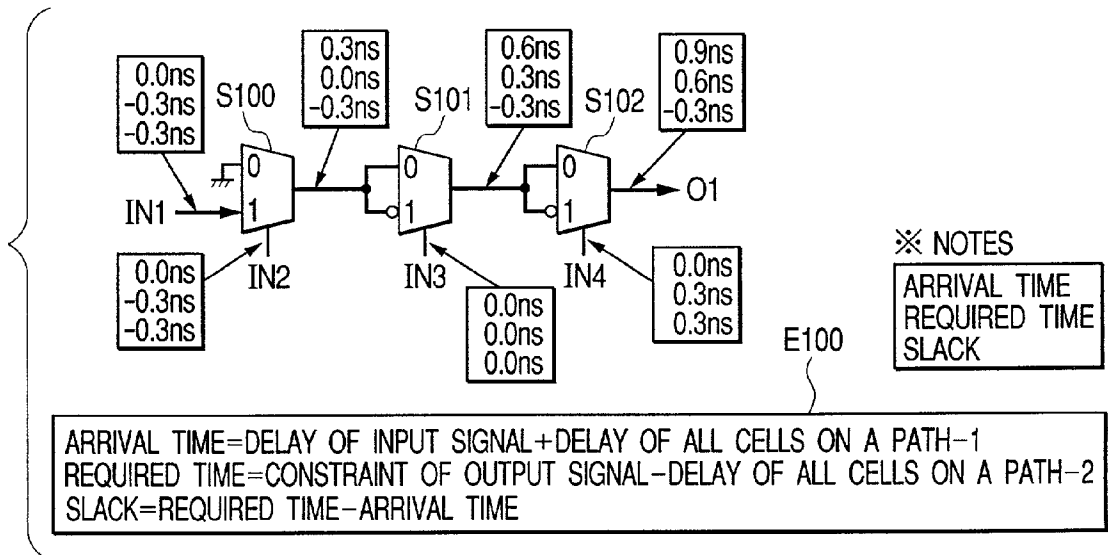 0.0ns
-0.3ns
-0.3ns
S100
0.3ns
0.0ns
-0.3ns
S101
0.6ns
0.3ns
-0.3ns
S102
0.9ns
0.6ns
-0.3ns
0
1
0
1
0
1
IN1
O1
IN2
IN3
IN4
0.0ns
-0.3ns
-0.3ns
0.0ns
0.0ns
0.0ns
0.0ns
0.3ns
0.3ns
※ NOTES
ARRIVAL TIME
REQUIRED TIME
SLACK
E100
ARRIVAL TIME=DELAY OF INPUT SIGNAL+DELAY OF ALL CELLS ON A PATH-1
REQUIRED TIME=CONSTRAINT OF OUTPUT SIGNAL-DELAY OF ALL CELLS ON A PATH-2
SLACK=REQUIRED TIME-ARRIVAL TIME